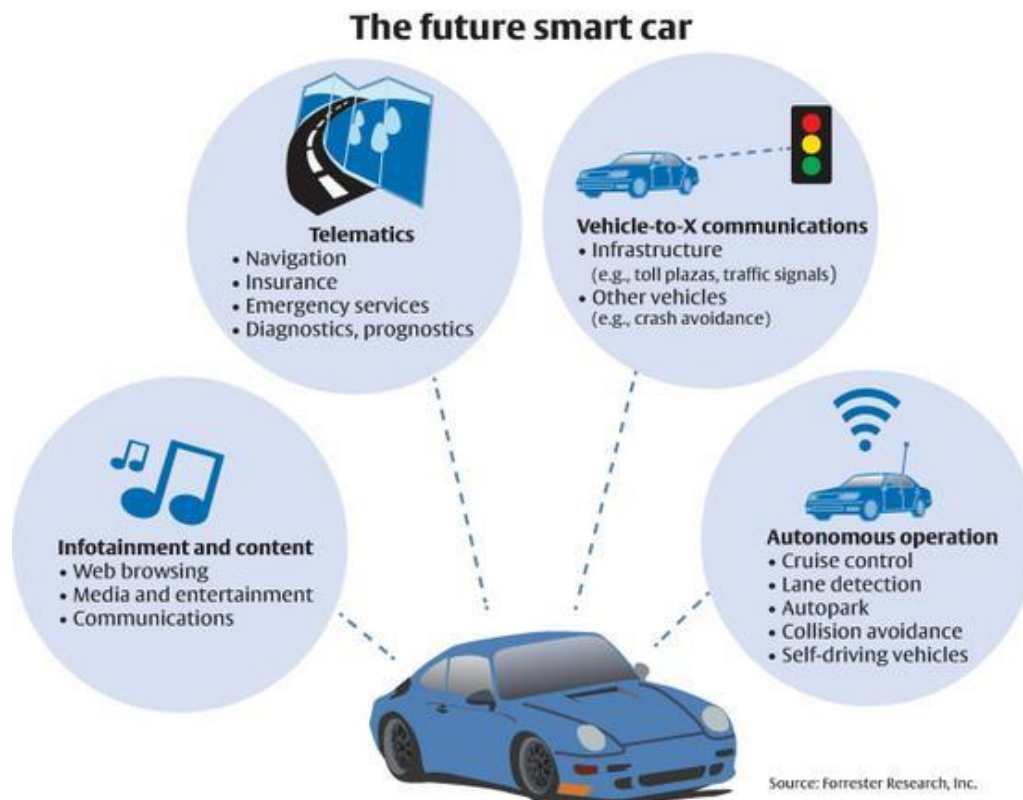 The future smart car
Telematics
• Navigation
• Insurance
• Emergency services
• Diagnostics, prognostics
Vehicle-to-X communications
• Infrastructure
(e.g., toll plazas, traffic signals)
• Other vehicles
(e.g., crash avoidance)
Infotainment and content
• Web browsing
• Media and entertainment
• Communications
Autonomous operation
• Cruise control
• Lane detection
• Autopark
• Collision avoidance
• Self-driving vehicles
Source: Forrester Research, Inc.